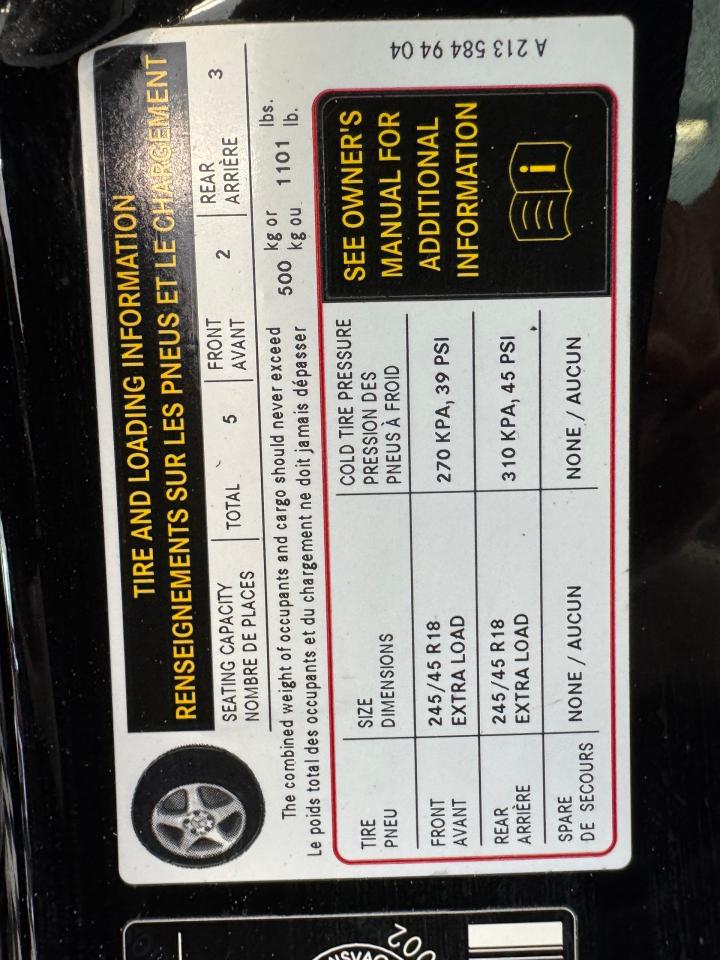 TIRE AND LOADING INFORMATION
RENSEIGNEMENTS SUR LES PNEUS ET LE CHARGEMENT
SEATING CAPACITY TOTAL 5 FRONT 2 REAR 3
NOMBRE DE PLACES AVANT ARRIÈRE
The combined weight of occupants and cargo should never exceed 500 kg or 1101 lbs.
Le poids total des occupants et du chargement ne doit jamais dépasser kg ou lb.
TIRE SIZE COLD TIRE PRESSURE
PNEU DIMENSIONS PRESSION DES
PNEUS À FROID
FRONT 245/45 R18 270 KPA, 39 PSI
AVANT EXTRA LOAD
REAR 245/45 R18 310 KPA, 45 PSI
ARRIÈRE EXTRA LOAD
SPARE NONE / AUCUN NONE / AUCUN
DE SECOURS
SEE OWNER'S
MANUAL FOR
ADDITIONAL
INFORMATION
i
A 213 584 94 04
002